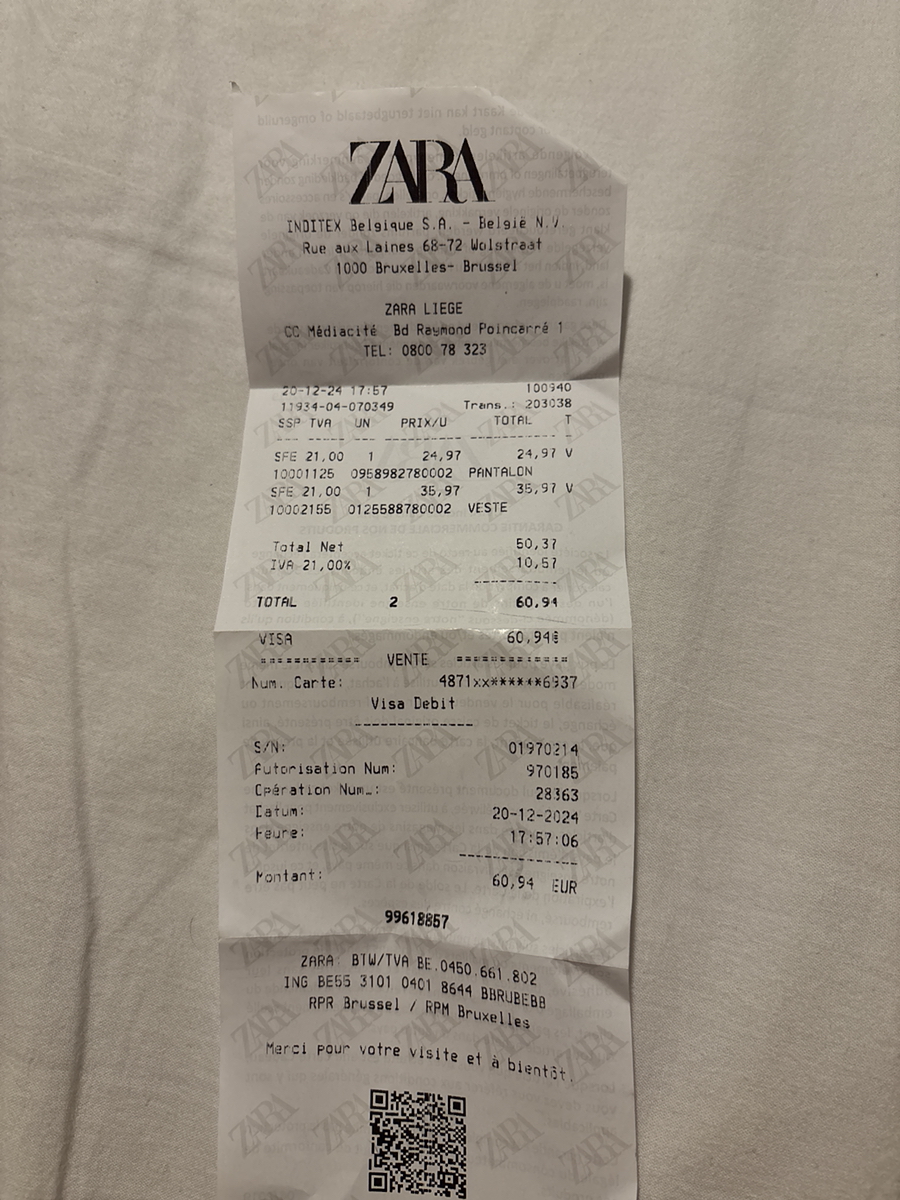 ZARA
INDITEX Belgique S.A. - België N.V.
Rue aux Laines 68-72 Wolstraat
1000 Bruxelles- Brussel
ZARA LIEGE
CC Médiacité Bd Raymond Poincarré 1
TEL: 0800 78 323
20-12-24 17:57 100940
11934-04-070349 Trans.: 203038
SSP TVA UN PRIX/U TOTAL T
SFE 21,00 1 24,97 24,97 V
10001125 0958982780002 PANTALON
SFE 21,00 1 35,97 35,97 V
10002155 0125588780002 VESTE
Total Net 50,37
IVA 21,00% 10,57
TOTAL 2 60,94
VISA 60,94€
=========== VENTE ============
Num. Carte: 4871xx******6937
Visa Debit
S/N: 01970214
Autorisation Num: 970185
Opération Num.: 28363
Datum: 20-12-2024
Heure: 17:57:06
Montant: 60,94 EUR
99618857
ZARA: BTW/TVA BE.0450.661.802
ING BE55 3101 0401 8644 BBRUBEBB
RPR Brussel / RPM Bruxelles
Merci pour votre visite et à bientôt.